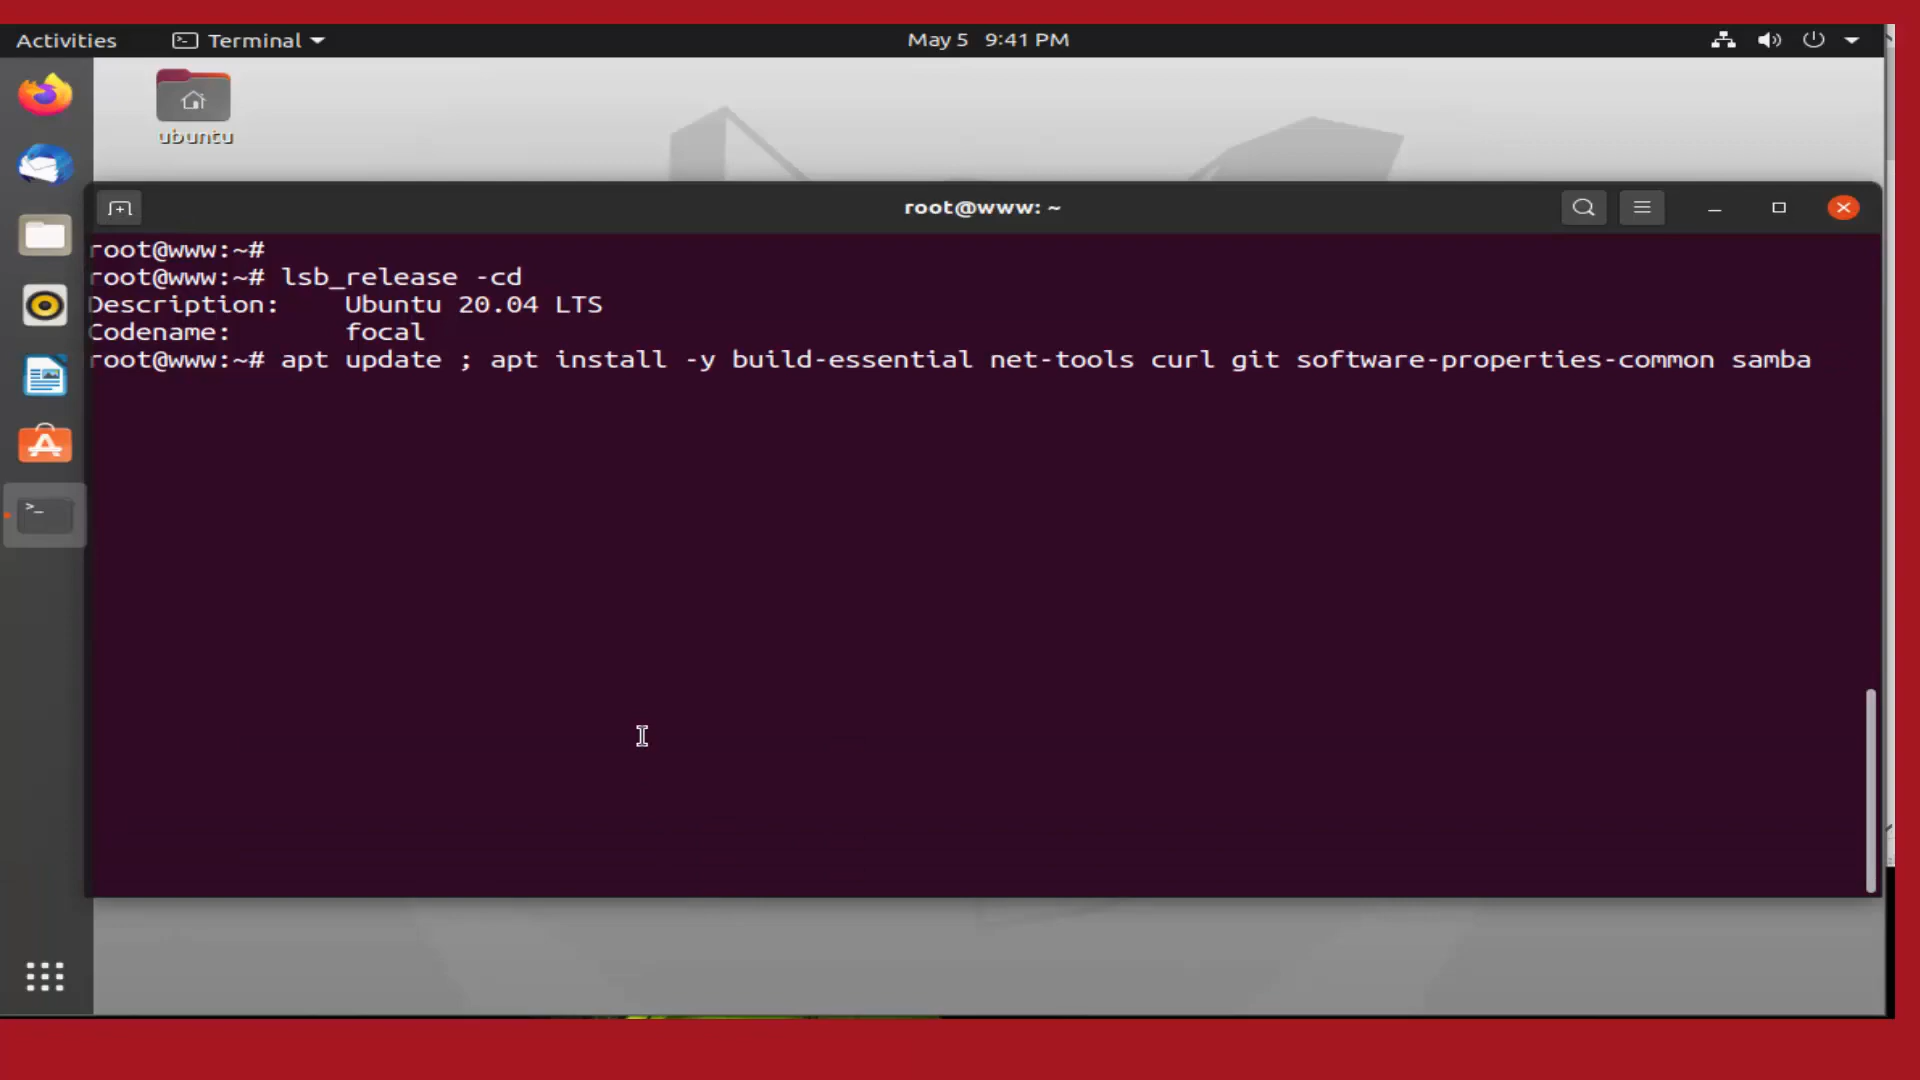 Activities
Terminal
May 5 9:41 PM
ubuntu
root@www: ~
root@www:~#
root@www:~# lsb_release -cd
Description: Ubuntu 20.04 LTS
Codename: focal
root@www:~# apt update ; apt install -y build-essential net-tools curl git software-properties-common samba